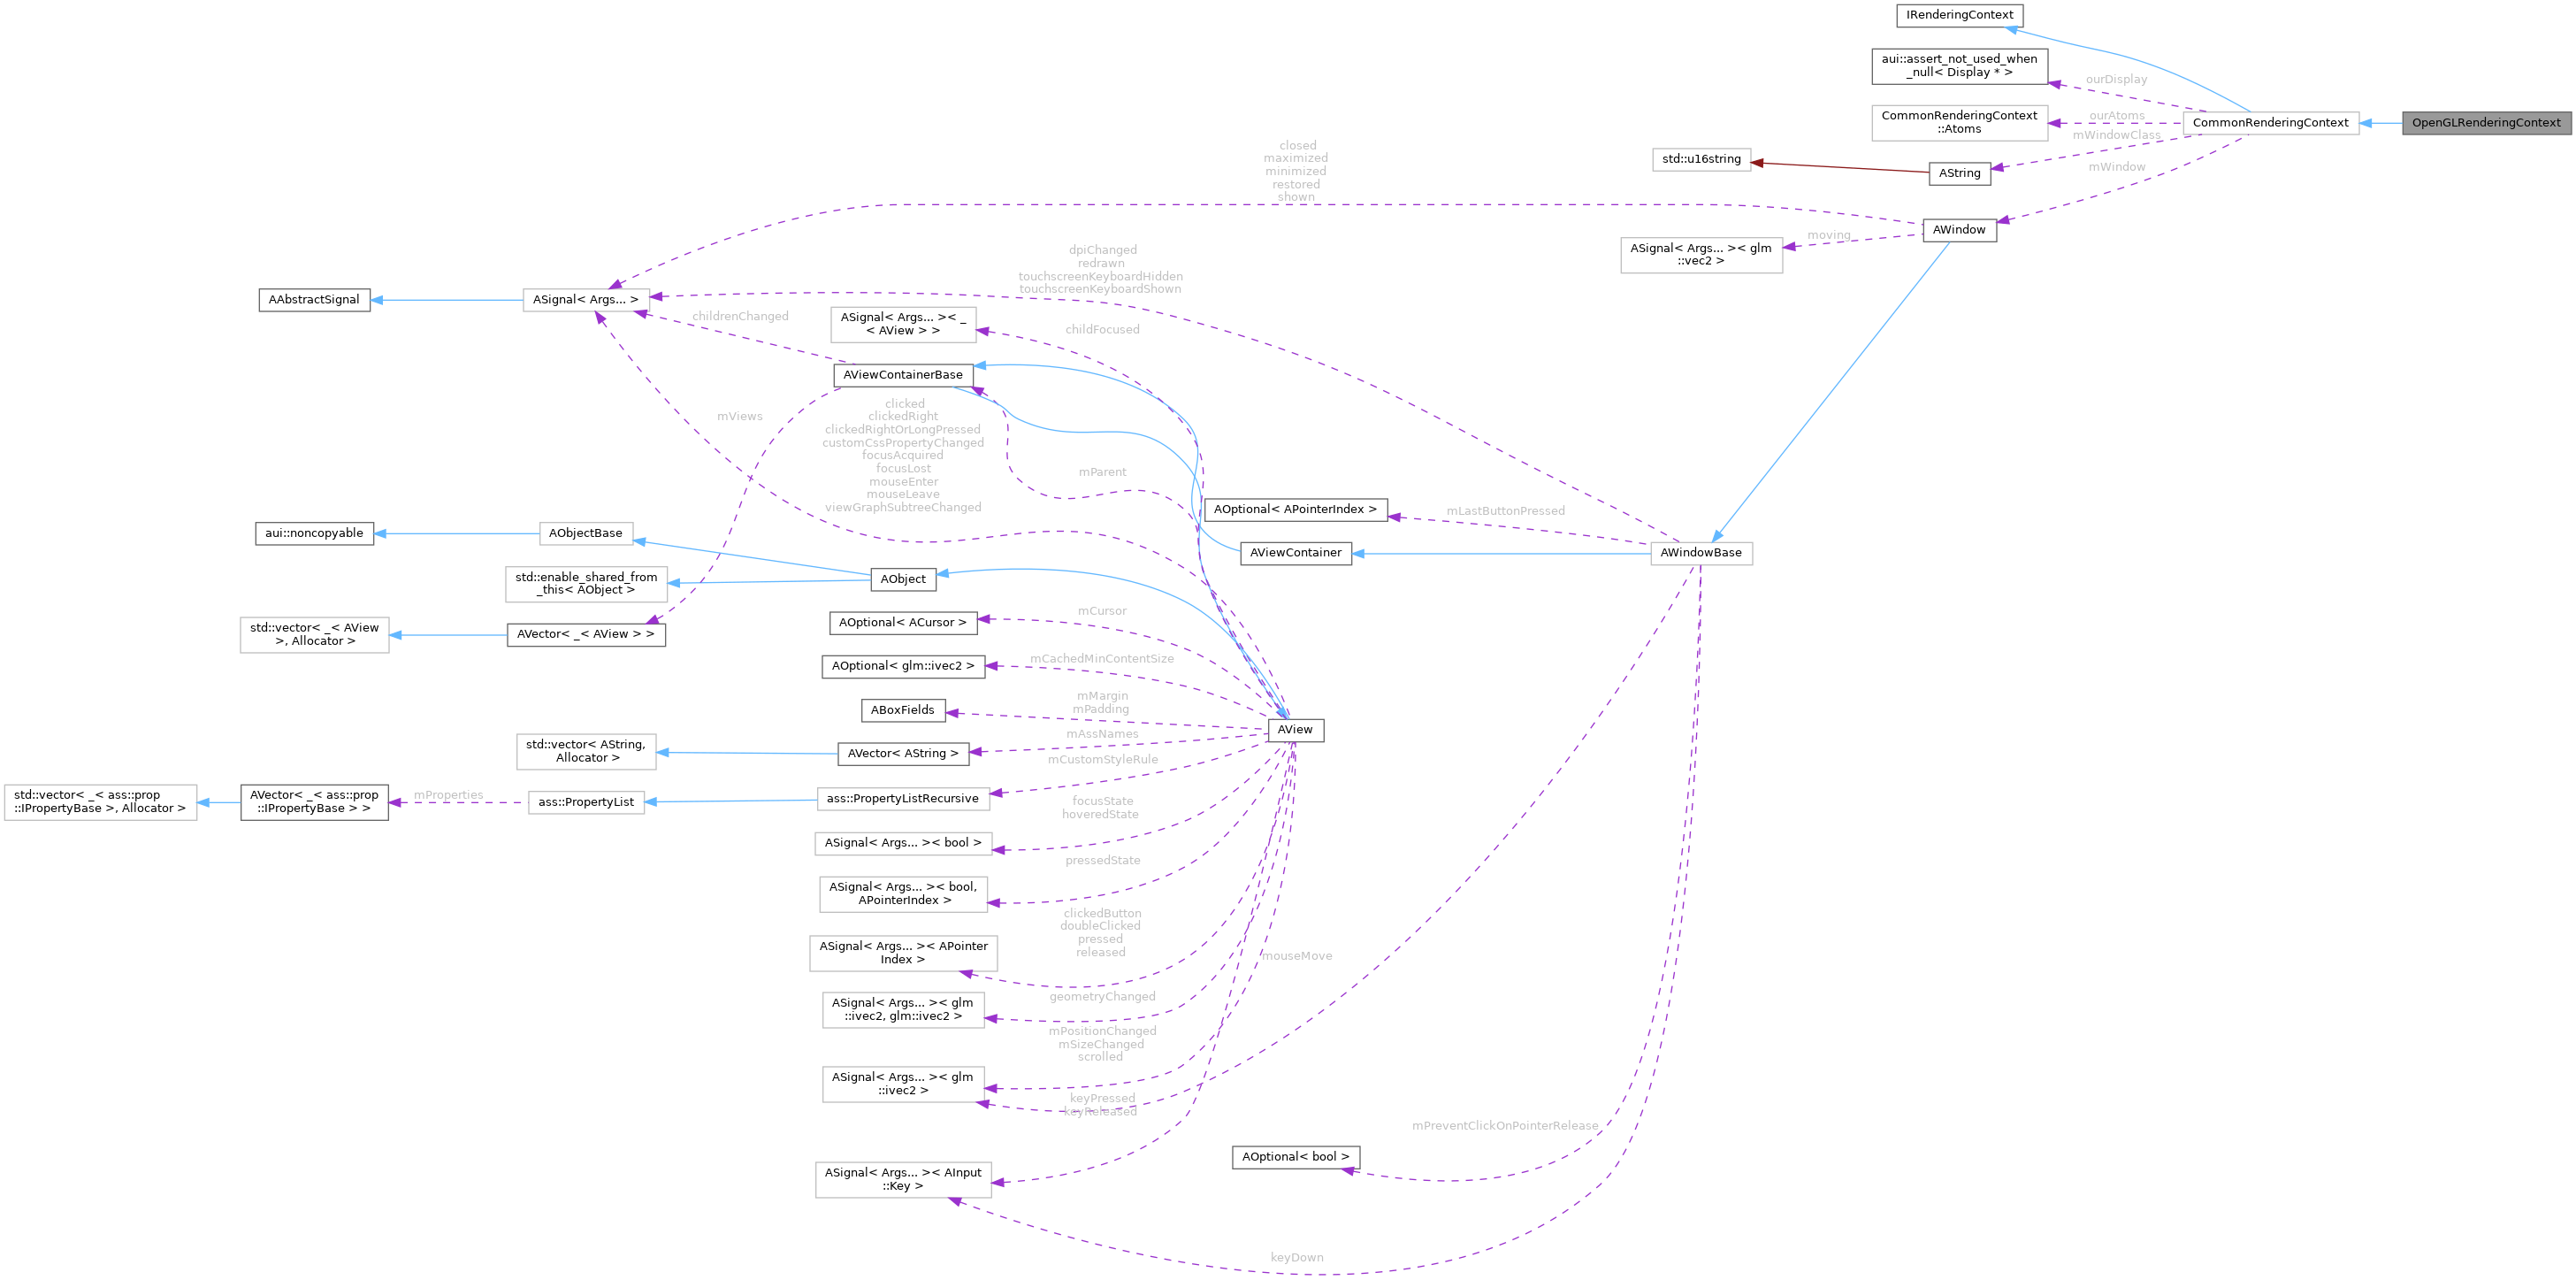 IRenderingContext
aui::assert_not_used_when
_null< Display * >
ourDisplay
CommonRenderingContext
::Atoms
ourAtoms
mWindowClass
CommonRenderingContext
OpenGLRenderingContext
std::u16string
AString
mWindow
closed
maximized
minimized
restored
shown
AWindow
moving
ASignal< Args... >< glm
::vec2 >
dpiChanged
redrawn
touchscreenKeyboardHidden
touchscreenKeyboardShown
AAbstractSignal
ASignal< Args... >
childrenChanged
ASignal< Args... >< _
< AView > >
childFocused
AViewContainerBase
mViews
clicked
clickedRight
clickedRightOrLongPressed
customCssPropertyChanged
focusAcquired
focusLost
mouseEnter
mouseLeave
viewGraphSubtreeChanged
mParent
AOptional< APointerIndex >
mLastButtonPressed
aui::noncopyable
AObjectBase
AViewContainer
AWindowBase
std::enable_shared_from
_this< AObject >
AObject
std::vector< _< AView
>, Allocator >
AVector< _< AView > >
AOptional< ACursor >
mCursor
AOptional< glm::ivec2 >
mCachedMinContentSize
ABoxFields
mMargin
mPadding
AView
std::vector< AString,
Allocator >
AVector< AString >
mAssNames
mCustomStyleRule
std::vector< _< ass::prop
::IPropertyBase >, Allocator >
AVector< _< ass::prop
::IPropertyBase > >
mProperties
ass::PropertyList
ass::PropertyListRecursive
focusState
hoveredState
ASignal< Args... >< bool >
pressedState
ASignal< Args... >< bool,
APointerIndex >
clickedButton
doubleClicked
pressed
released
ASignal< Args... >< APointer
Index >
mouseMove
geometryChanged
ASignal< Args... >< glm
::ivec2, glm::ivec2 >
mPositionChanged
mSizeChanged
scrolled
ASignal< Args... >< glm
::ivec2 >
keyPressed
keyReleased
mPreventClickOnPointerRelease
AOptional< bool >
ASignal< Args... >< AInput
::Key >
keyDown